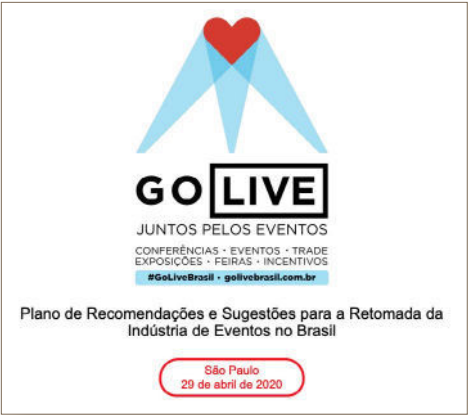 GO LIVE
JUNTOS PELOS EVENTOS
CONFERÊNCIAS · EVENTOS · TRADE
EXPOSIÇÕES · FEIRAS · INCENTIVOS
#GoLiveBrasil · golivebrasil.com.br
Plano de Recomendações e Sugestões para a Retomada da
Indústria de Eventos no Brasil
São Paulo
29 de abril de 2020